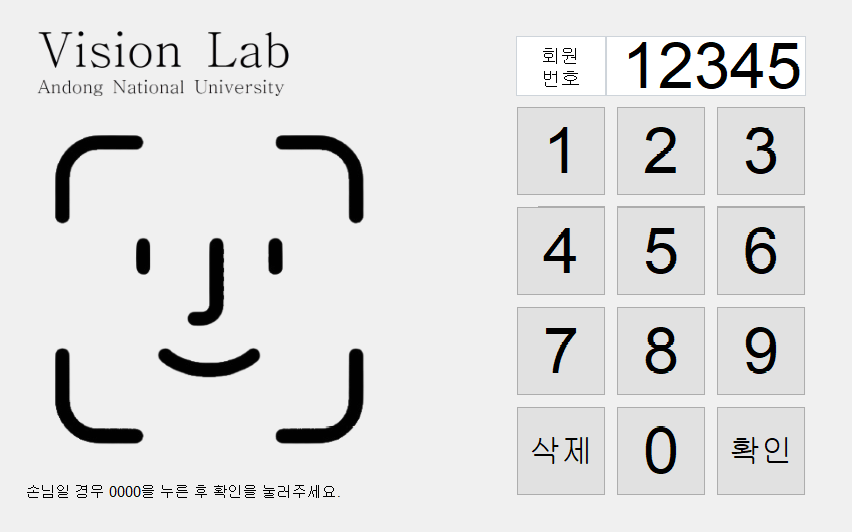 Vision Lab
Andong National University
회원
번호
12345
1 2 3
4 5 6
7 8 9
삭제 0 확인
손님일 경우 0000을 누른 후 확인을 눌러주세요.